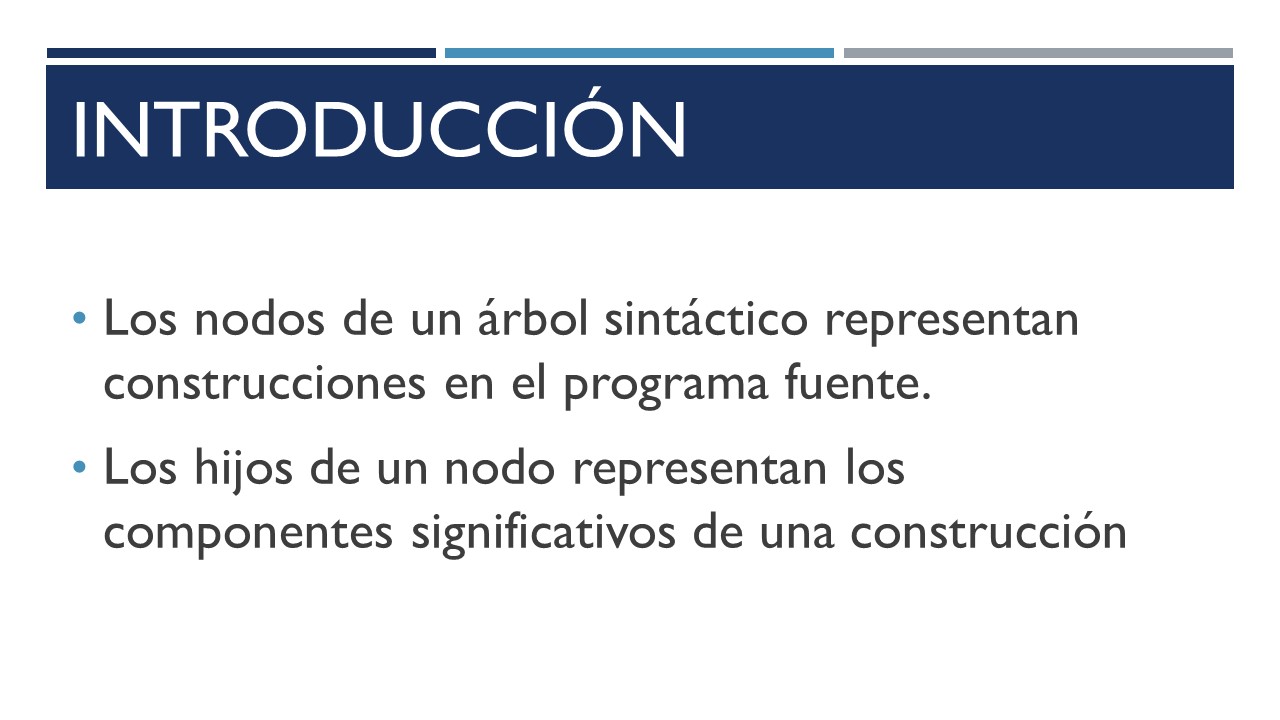 INTRODUCCIÓN
• Los nodos de un árbol sintáctico representan
construcciones en el programa fuente.
• Los hijos de un nodo representan los
componentes significativos de una construcción